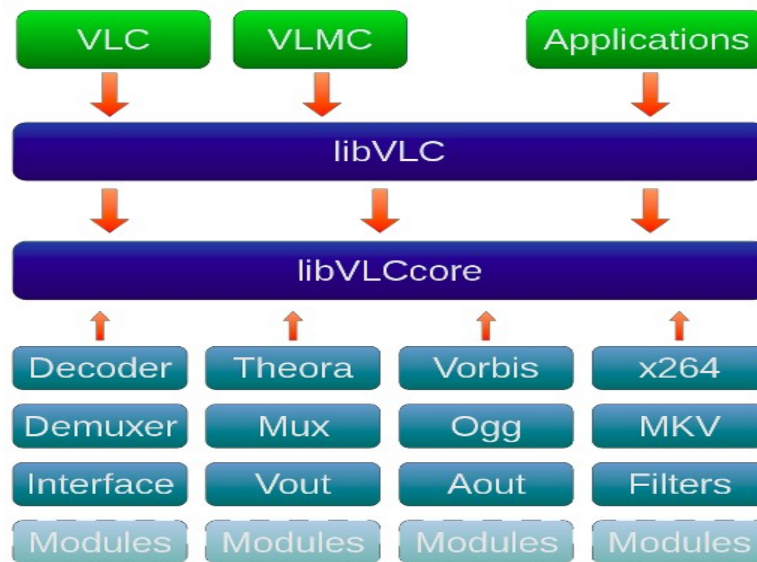 VLC VLMC Applications
libVLC
libVLCcore
Decoder Theora Vorbis x264
Demuxer Mux Ogg MKV
Interface Vout Aout Filters
Modules Modules Modules Modules